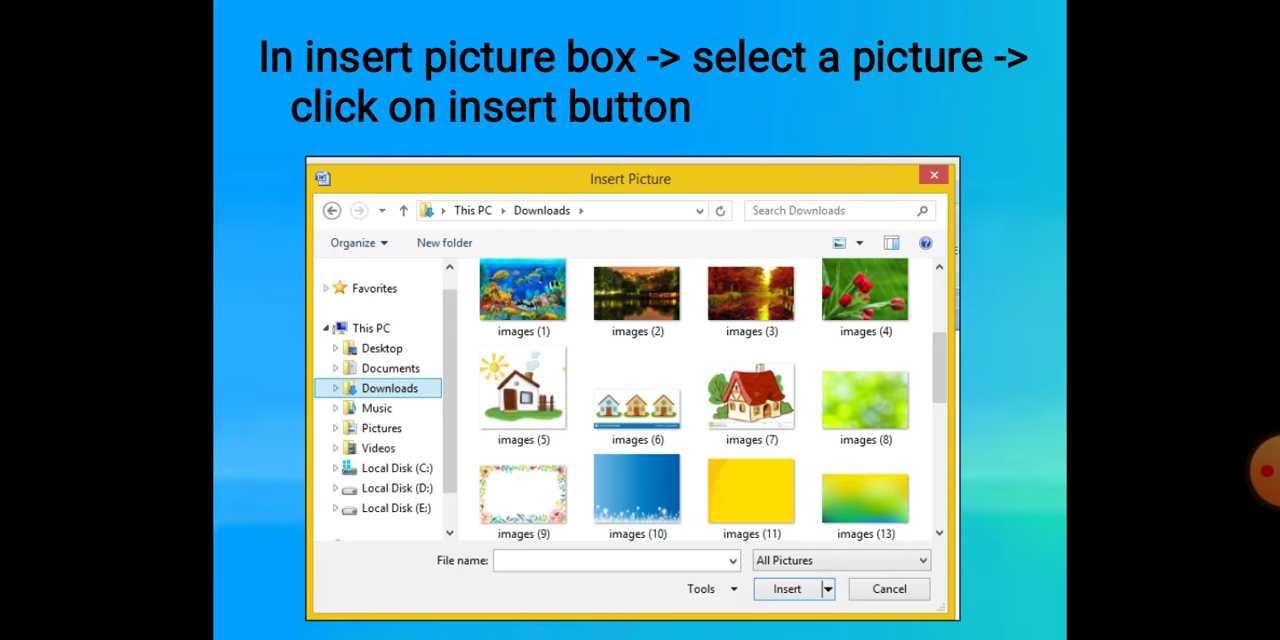 In insert picture box -> select a picture ->
click on insert button
Insert Picture
This PC Downloads
Search Downloads
Organize
New folder
Favorites
This PC
Desktop
Documents
Downloads
Music
Pictures
Videos
Local Disk (C:)
Local Disk (D:)
Local Disk (E:)
images (1) images (2) images (3) images (4)
images (5) images (6) images (7) images (8)
images (9) images (10) images (11) images (13)
File name:
All Pictures
Tools
Insert
Cancel